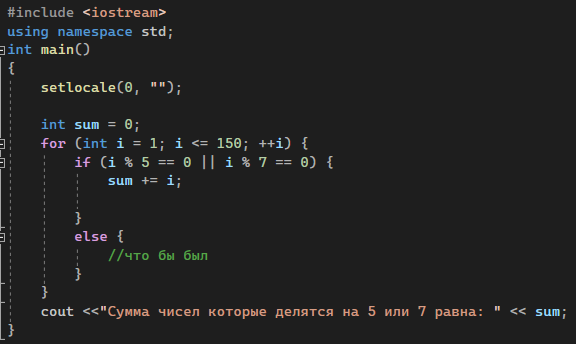 #include <iostream>
using namespace std;
int main()
{
setlocale(0, "");
int sum = 0;
for (int i = 1; i <= 150; ++i) {
if (i % 5 == 0 || i % 7 == 0) {
sum += i;
}
else {
//что бы был
}
}
cout <<"Сумма чисел которые делятся на 5 или 7 равна: " << sum;
}